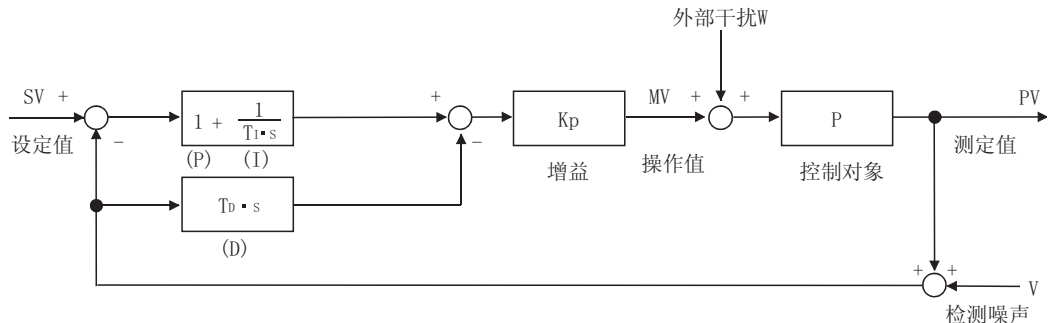 外部干扰W
SV +
设定值
−
1 + 1/TI▪S
(P) (I)
TD▪S
(D)
+
−
Kp
增益
MV
操作值
+
+
P
控制对象
PV
测定值
+
+
V
检测噪声